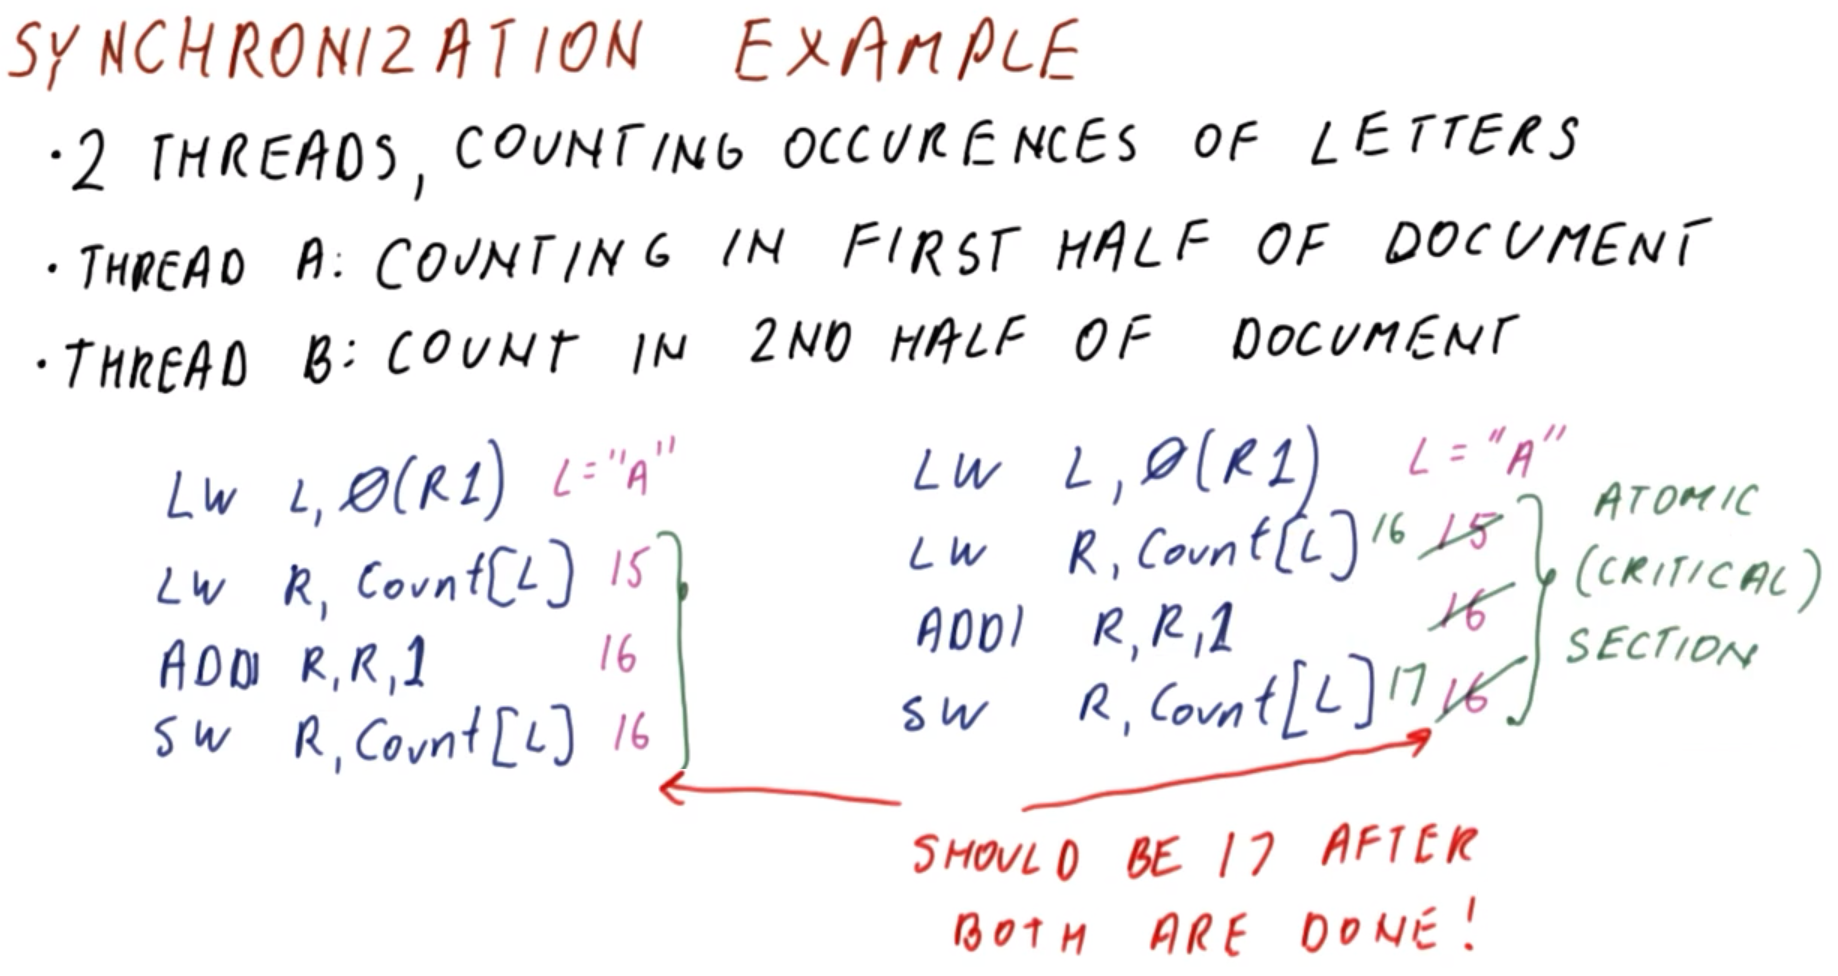 SYNCHRONIZATION EXAMPLE
· 2 THREADS, COUNTING OCCURENCES OF LETTERS
· THREAD A: COUNTING IN FIRST HALF OF DOCUMENT
· THREAD B: COUNT IN 2ND HALF OF DOCUMENT
LW L, Ø(R1) L="A"
LW R, Count[L] 15
ADDI R,R,1 16
SW R, Count[L] 16
LW L, Ø(R1) L="A"
LW R, Count[L] 16 15
ADDI R,R,1 16
SW R, Count[L] 17 16
ATOMIC
(CRITICAL)
SECTION
SHOULD BE 17 AFTER
BOTH ARE DONE!